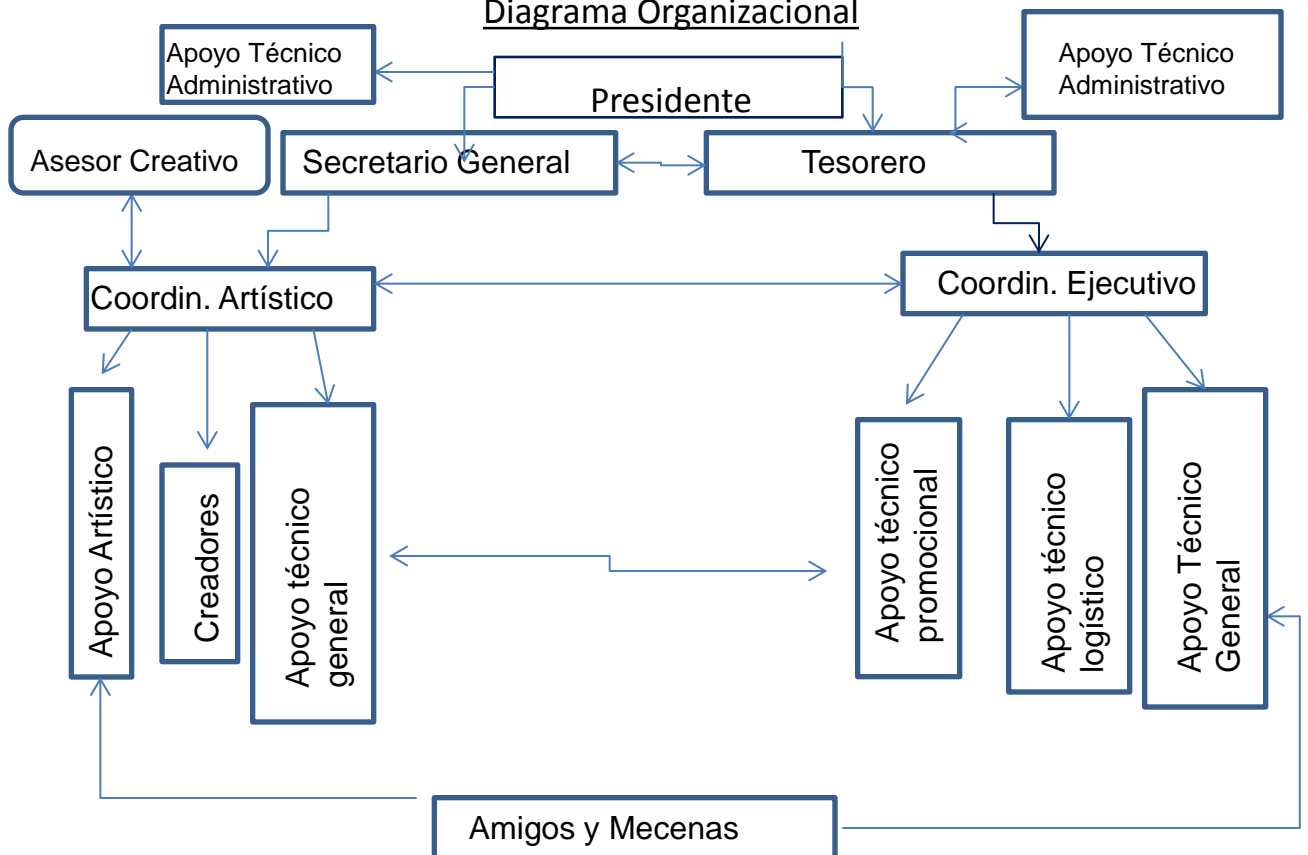 Diagrama Organizacional
Apoyo Técnico
Administrativo
Presidente
Apoyo Técnico
Administrativo
Asesor Creativo
Secretario General
Tesorero
Coordin. Artístico
Coordin. Ejecutivo
Apoyo Artístico
Creadores
Apoyo técnico
general
Apoyo técnico
promocional
Apoyo técnico
logístico
Apoyo Técnico
General
Amigos y Mecenas